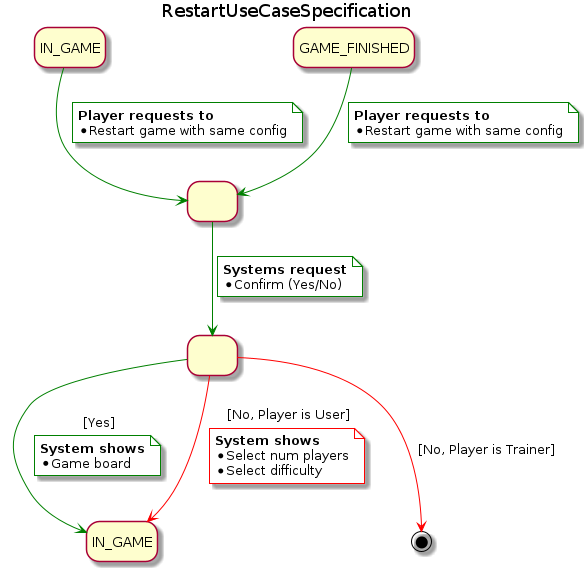 RestartUseCaseSpecification
IN_GAME
GAME_FINISHED
Player requests to
• Restart game with same config
Player requests to
• Restart game with same config
Systems request
• Confirm (Yes/No)
[Yes]
System shows
• Game board
[No, Player is User]
System shows
• Select num players
• Select difficulty
[No, Player is Trainer]
IN_GAME